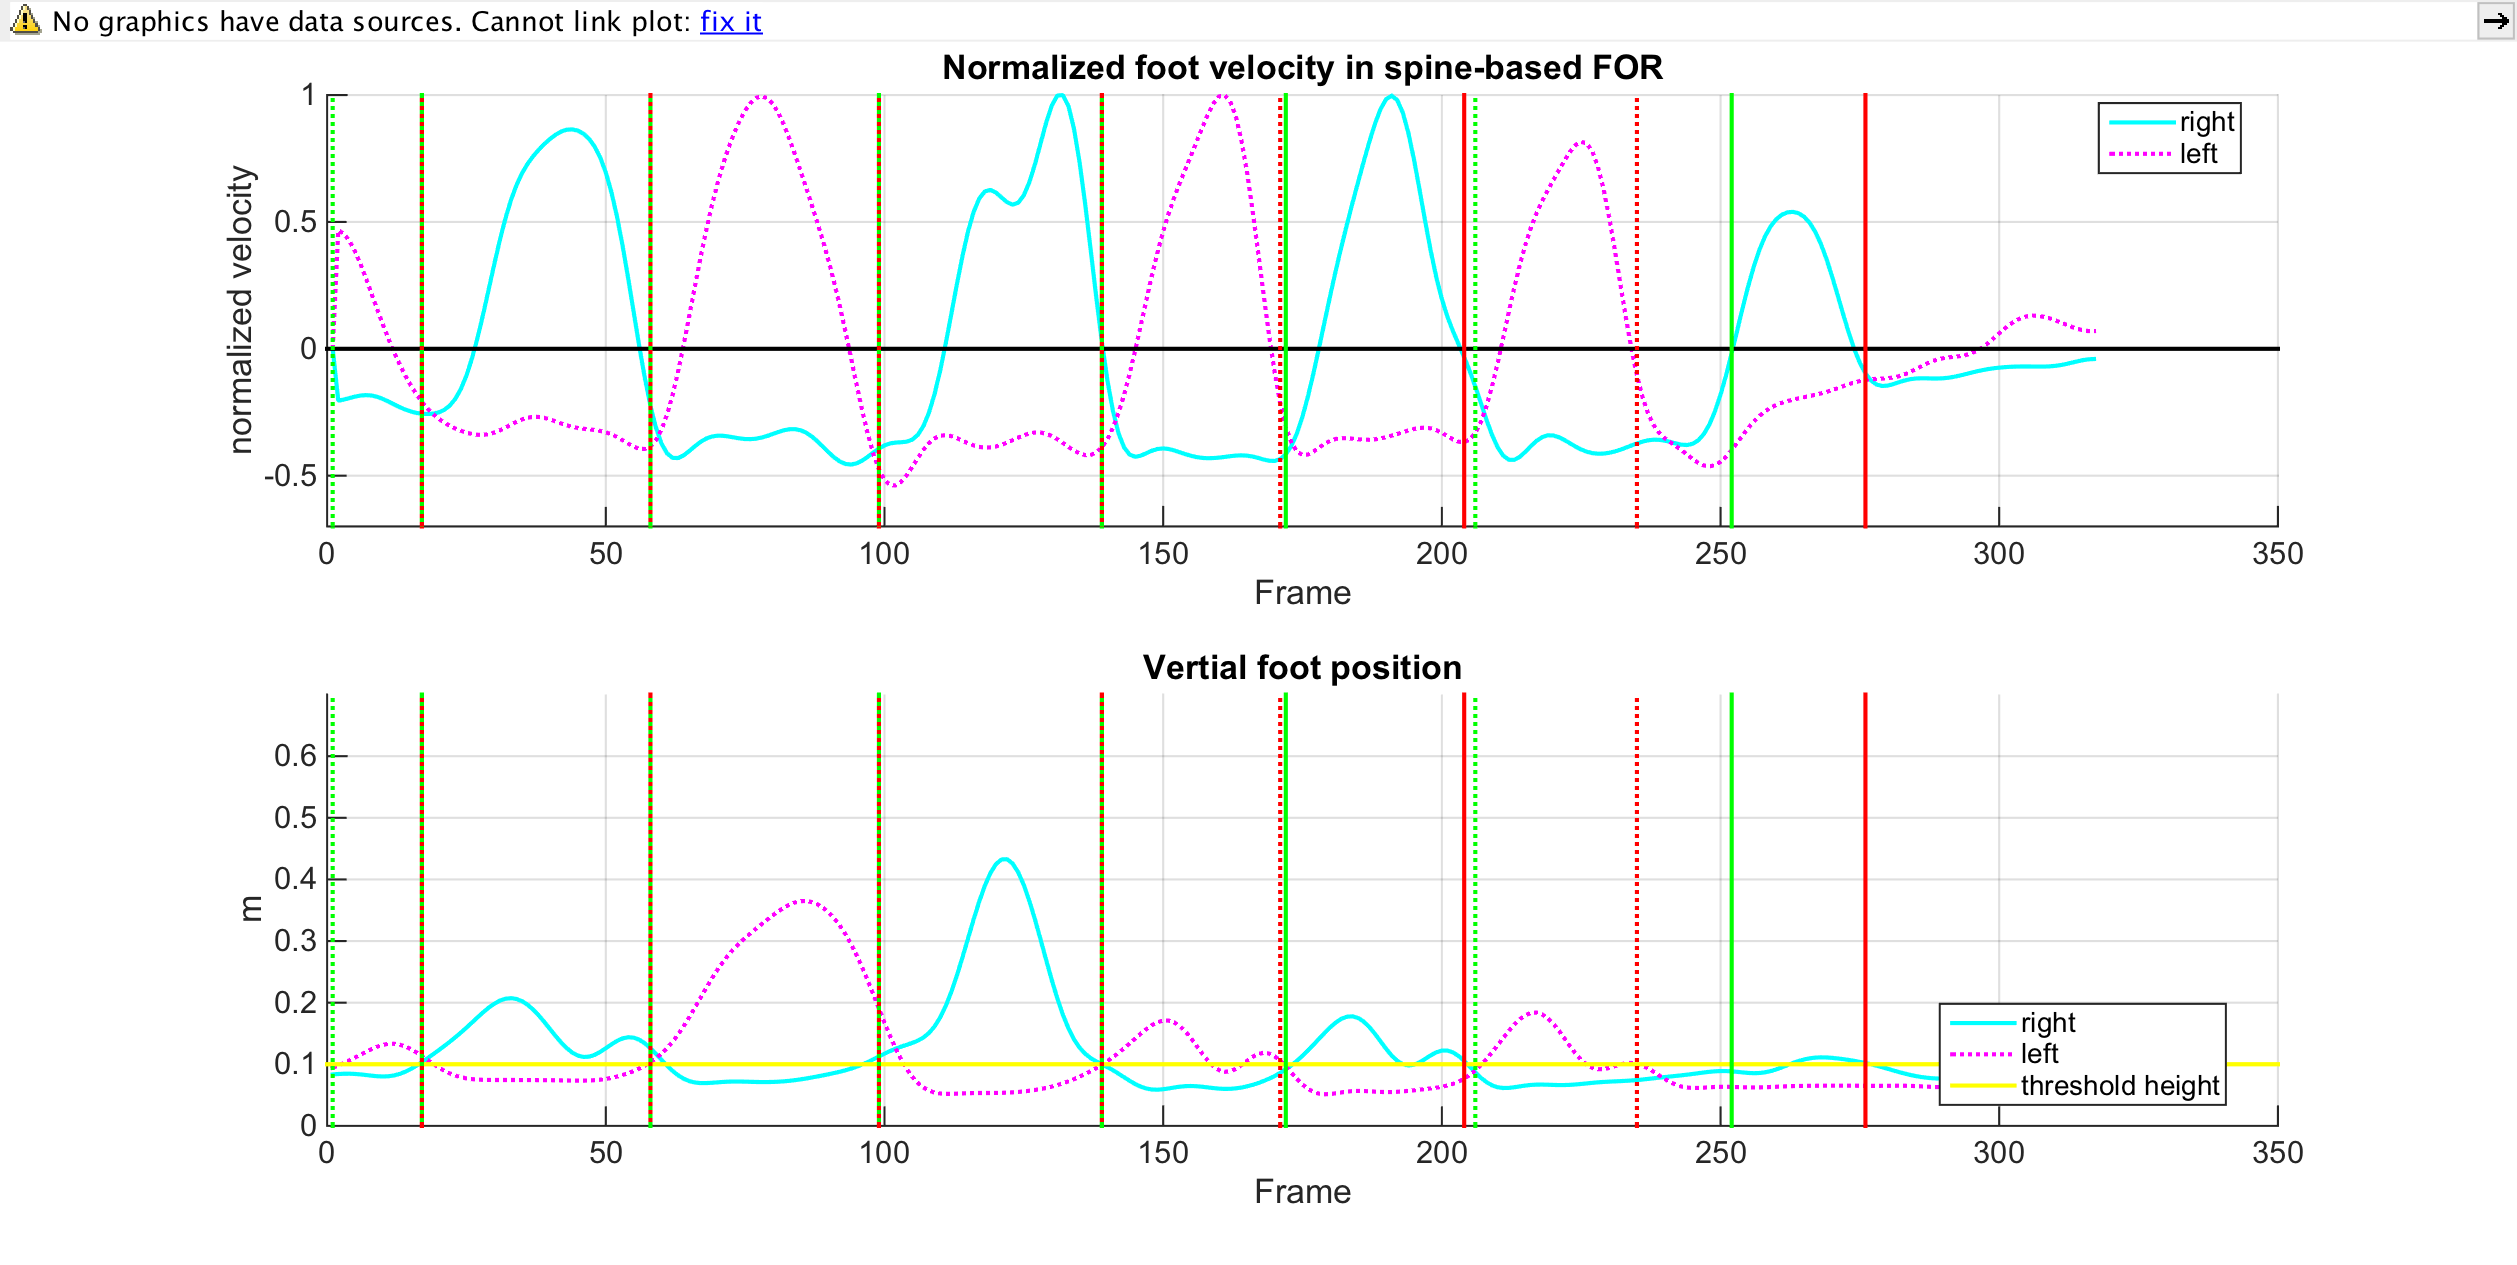 No graphics have data sources. Cannot link plot: fix it
Normalized foot velocity in spine-based FOR
normalized velocity
1
0.5
0
-0.5
right
left
0 50 100 150 200 250 300 350
Frame
Vertial foot position
m
0.6
0.5
0.4
0.3
0.2
0.1
0
right
left
threshold height
0 50 100 150 200 250 300 350
Frame